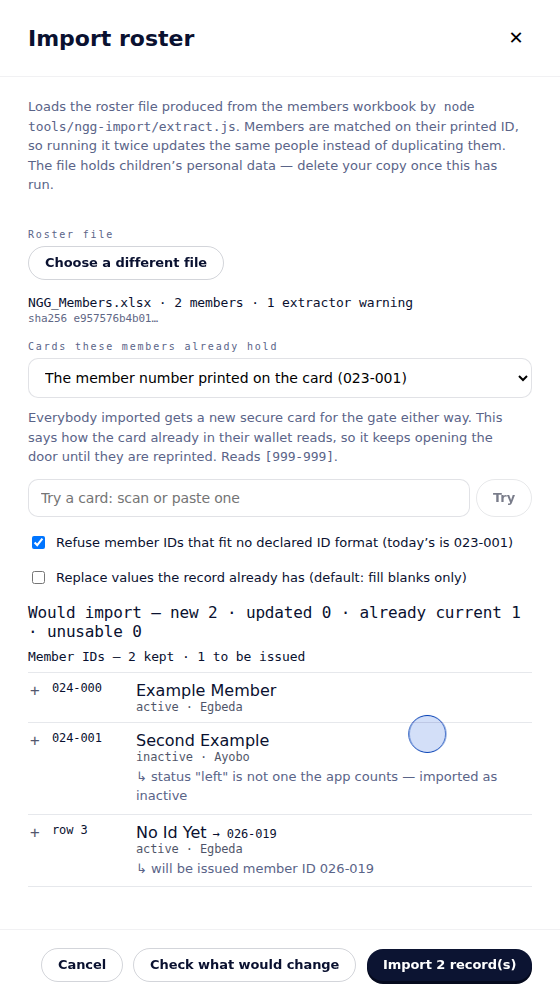 Import roster
✕
Loads the roster file produced from the members workbook by node
tools/ngg-import/extract.js. Members are matched on their printed ID,
so running it twice updates the same people instead of duplicating them.
The file holds children’s personal data — delete your copy once this has
run.
Roster file
Choose a different file
NGG_Members.xlsx · 2 members · 1 extractor warning
sha256 e957576b4b01…
Cards these members already hold
The member number printed on the card (023-001)
Everybody imported gets a new secure card for the gate either way. This
says how the card already in their wallet reads, so it keeps opening the
door until they are reprinted. Reads [999-999].
Try a card: scan or paste one
Try
Refuse member IDs that fit no declared ID format (today’s is 023-001)
Replace values the record already has (default: fill blanks only)
Would import — new 2 · updated 0 · already current 1
· unusable 0
Member IDs — 2 kept · 1 to be issued
+ 024-000 Example Member
active · Egbeda
+ 024-001 Second Example
inactive · Ayobo
↳ status "left" is not one the app counts — imported as
inactive
+ row 3 No Id Yet → 026-019
active · Egbeda
↳ will be issued member ID 026-019
Cancel
Check what would change
Import 2 record(s)